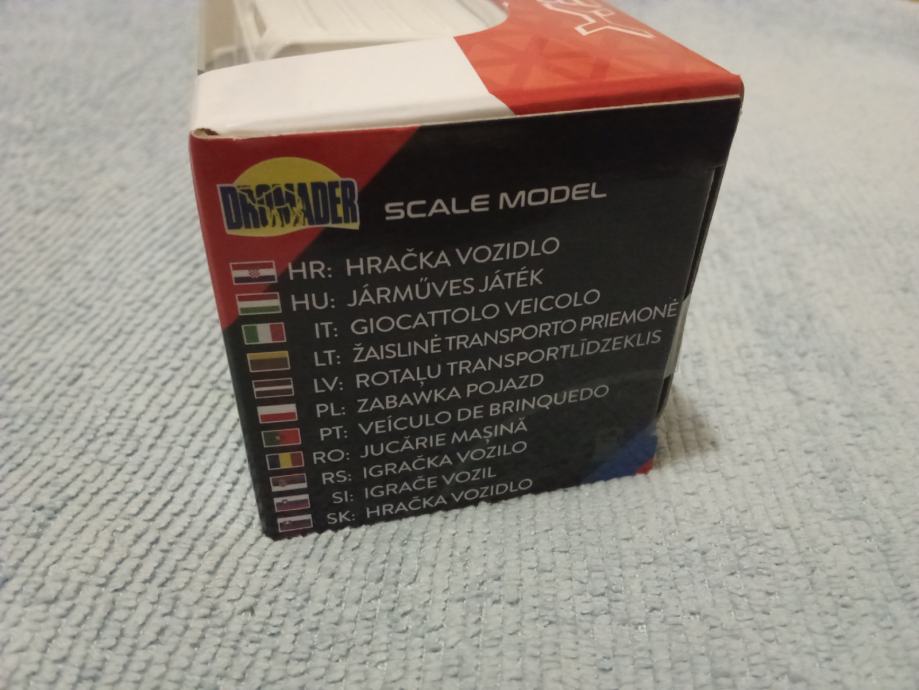 DROMADER
SCALE MODEL
HR: HRAČKA VOZIDLO
HU: JÁRMŰVES JÁTÉK
IT: GIOCATTOLO VEICOLO
LT: ŽAISLINĖ TRANSPORTO PRIEMONĖ
LV: ROTAĻU TRANSPORTLĪDZEKLIS
PL: ZABAWKA POJAZD
PT: VEÍCULO DE BRINQUEDO
RO: JUCĂRIE MAȘINĂ
RS: IGRAČKA VOZILO
SI: IGRAČE VOZIL
SK: HRAČKA VOZIDLO